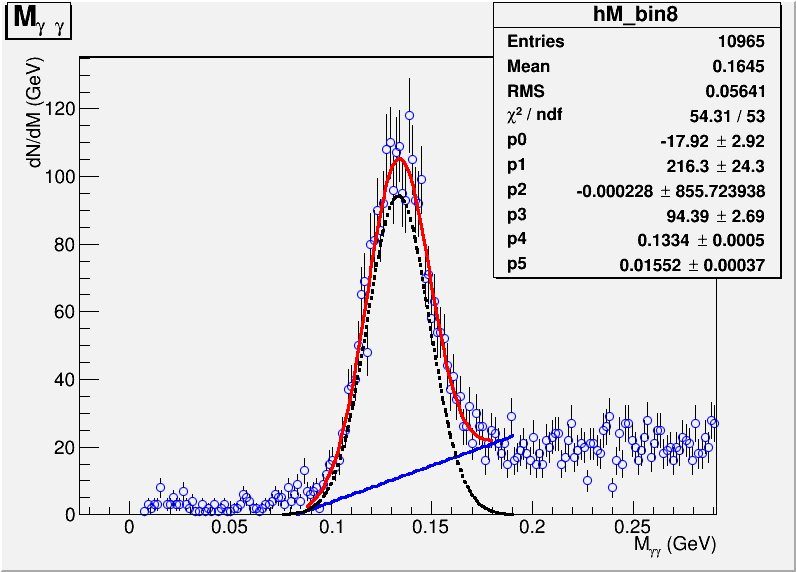 M γ γ
hM_bin8
Entries 10965
Mean 0.1645
RMS 0.05641
χ² / ndf 54.31 / 53
p0 -17.92 ± 2.92
p1 216.3 ± 24.3
p2 -0.000228 ± 855.723938
p3 94.39 ± 2.69
p4 0.1334 ± 0.0005
p5 0.01552 ± 0.00037
dN/dM (GeV)
120
100
80
60
40
20
0
0 0.05 0.1 0.15 0.2 0.25
Mγγ (GeV)